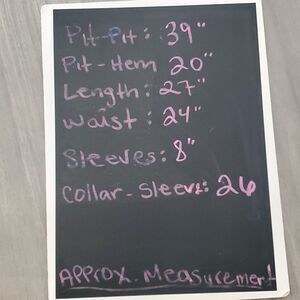 Pit-Pit: 39"
Pit-Hem 20"
Length: 27"
Waist: 24"
Sleeves: 8"
Collar-Sleeve: 26
Approx. Measurement